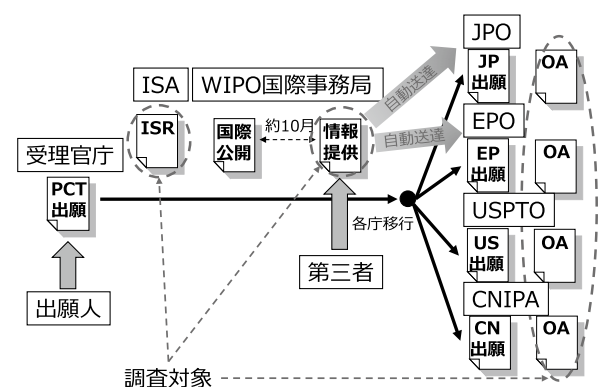 JPO
JP
出願
OA
ISA
WIPO国際事務局
自動送達
ISR
国際
公開
約10月
情報
提供
自動送達
EPO
EP
出願
OA
受理官庁
PCT
出願
各庁移行
USPTO
US
出願
OA
第三者
出願人
CNIPA
CN
出願
OA
調査対象